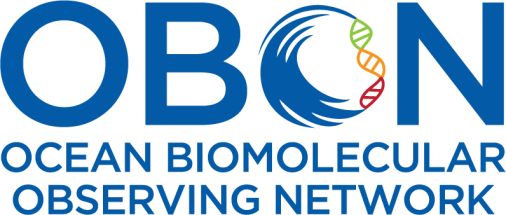 OBON
OCEAN BIOMOLECULAR
OBSERVING NETWORK